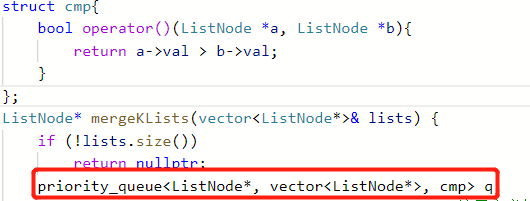 struct cmp{
    bool operator()(ListNode *a, ListNode *b){
        return a->val > b->val;
    }
};
ListNode* mergeKLists(vector<ListNode*>& lists) {
    if (!lists.size())
        return nullptr;
    priority_queue<ListNode*, vector<ListNode*>, cmp> q